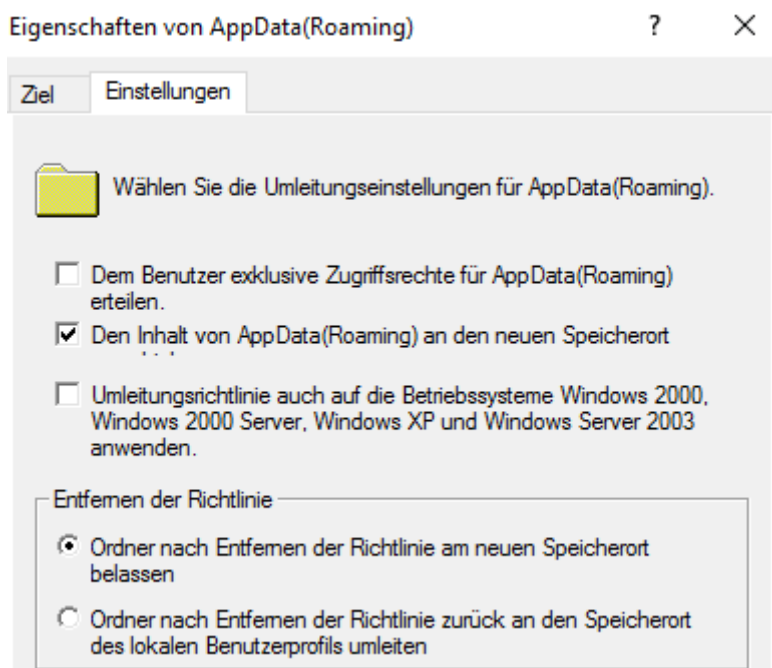 Eigenschaften von AppData(Roaming)
?
Ziel
Einstellungen
Wählen Sie die Umleitungseinstellungen für AppData(Roaming).
Dem Benutzer exklusive Zugriffsrechte für AppData(Roaming)
erteilen.
Den Inhalt von AppData(Roaming) an den neuen Speicherort
Umleitungsrichtlinie auch auf die Betriebssysteme Windows 2000,
Windows 2000 Server, Windows XP und Windows Server 2003
anwenden.
Entfernen der Richtlinie
Ordner nach Entfernen der Richtlinie am neuen Speicherort
belassen
Ordner nach Entfernen der Richtlinie zurück an den Speicherort
des lokalen Benutzerprofils umleiten